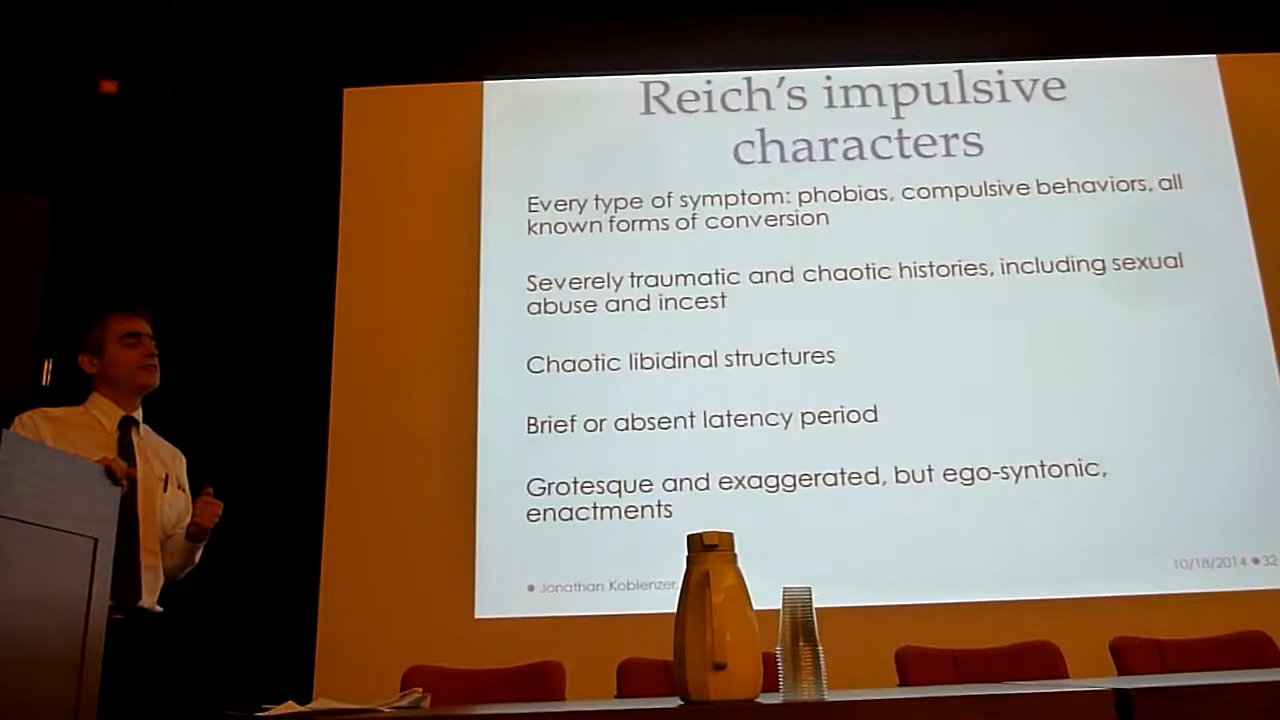 Reich's impulsive
characters
Every type of symptom: phobias, compulsive behaviors, all
known forms of conversion
Severely traumatic and chaotic histories, including sexual
abuse and incest
Chaotic libidinal structures
Brief or absent latency period
Grotesque and exaggerated, but ego-syntonic,
enactments
• Jonathan Koblenzer,
10/18/2014 • 32